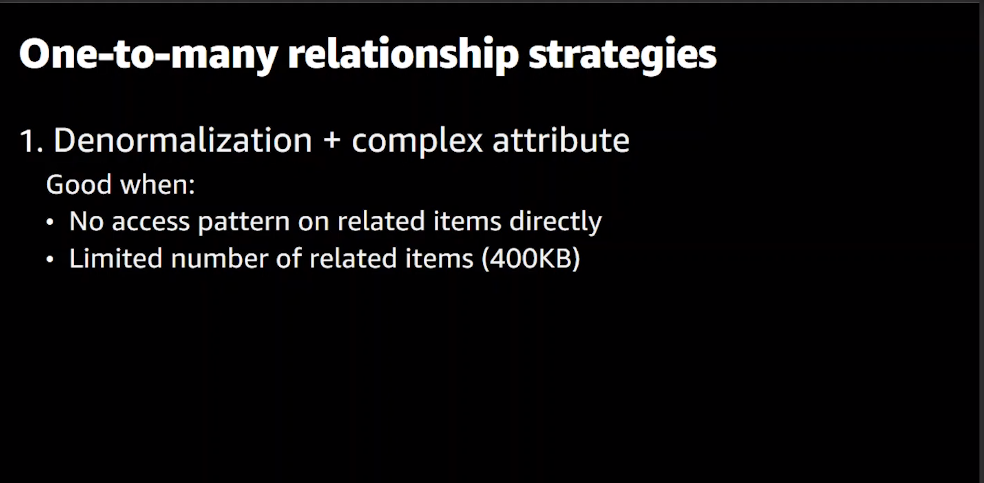 One-to-many relationship strategies
1. Denormalization + complex attribute
Good when:
• No access pattern on related items directly
• Limited number of related items (400KB)